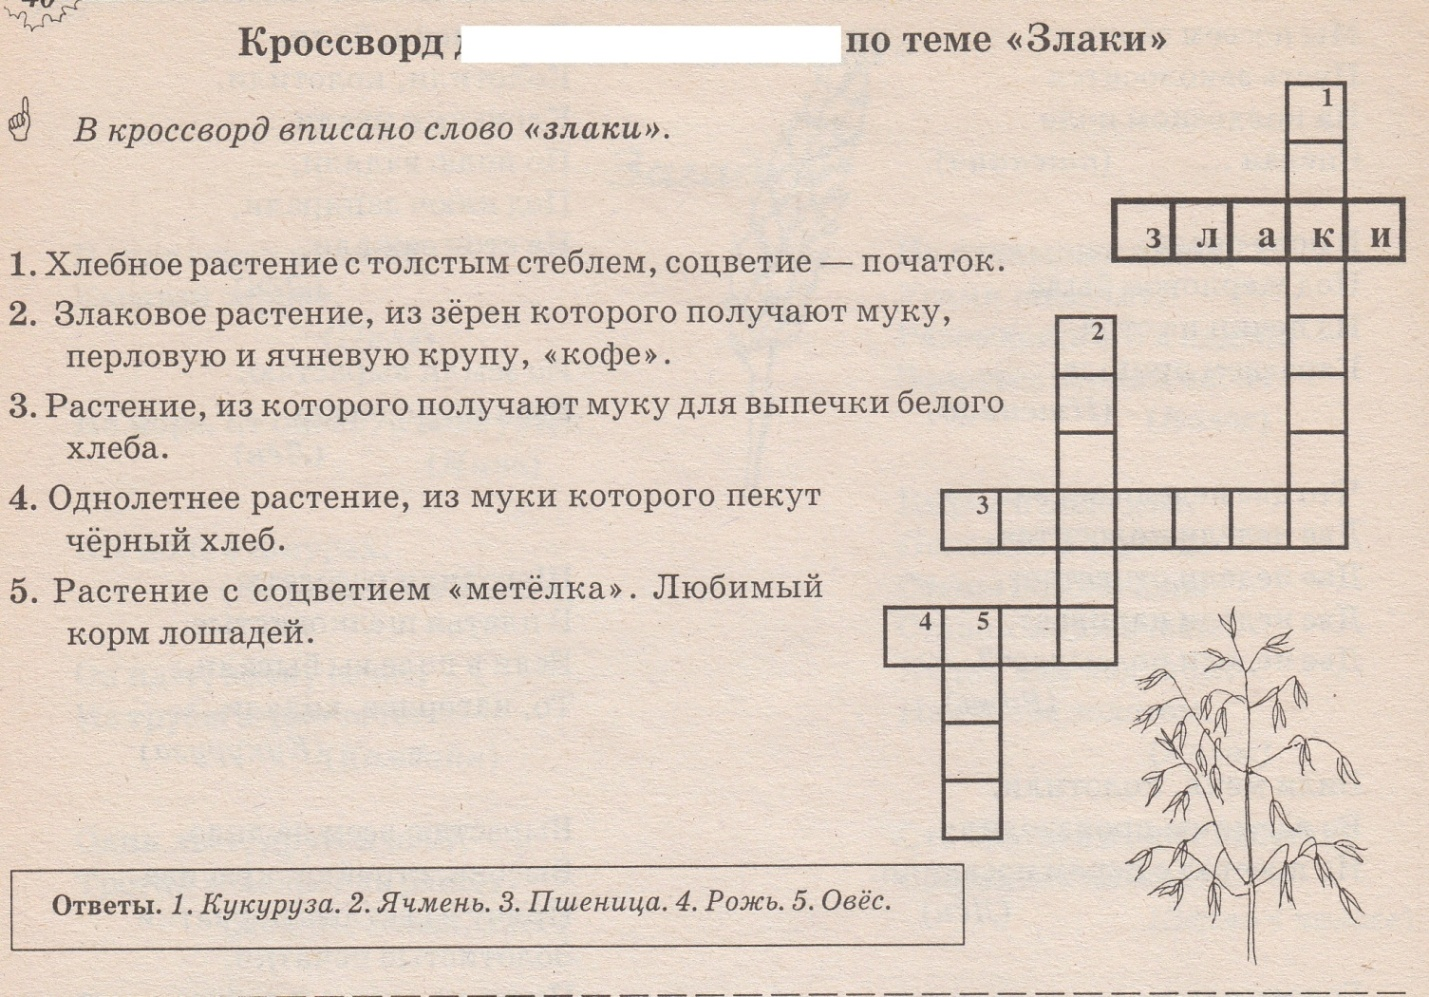 40
Кроссворд по теме «Злаки»
В кроссворд вписано слово «злаки».
1. Хлебное растение с толстым стеблем, соцветие — початок.
2. Злаковое растение, из зёрен которого получают муку,
перловую и ячневую крупу, «кофе».
3. Растение, из которого получают муку для выпечки белого
хлеба.
4. Однолетнее растение, из муки которого пекут
чёрный хлеб.
5. Растение с соцветием «метёлка». Любимый
корм лошадей.
1
з л а к и
2
3
4 5
Ответы. 1. Кукуруза. 2. Ячмень. 3. Пшеница. 4. Рожь. 5. Овёс.